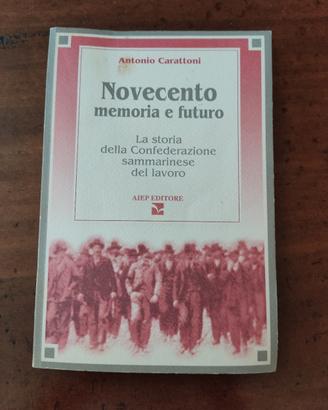 Antonio Carattoni
Novecento
memoria e futuro
La storia
della Confederazione
sammarinese
del lavoro
AIEP EDITORE